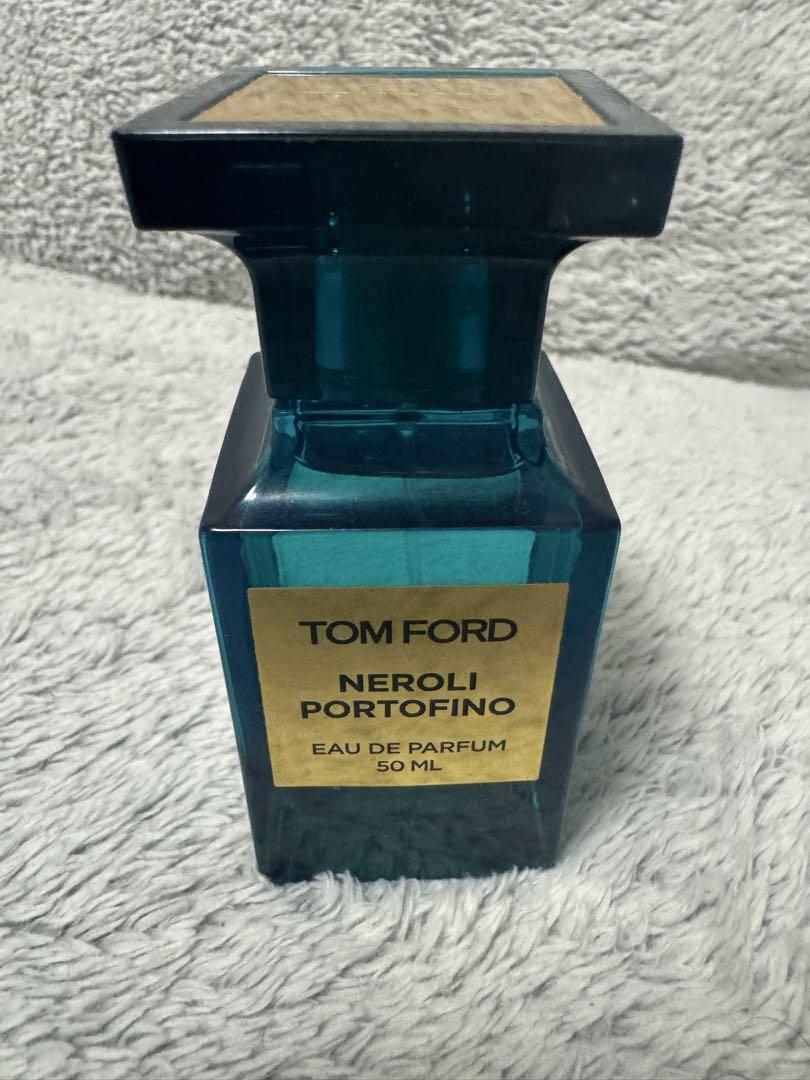 TOM FORD
NEROLI
PORTOFINO
EAU DE PARFUM
50 ML